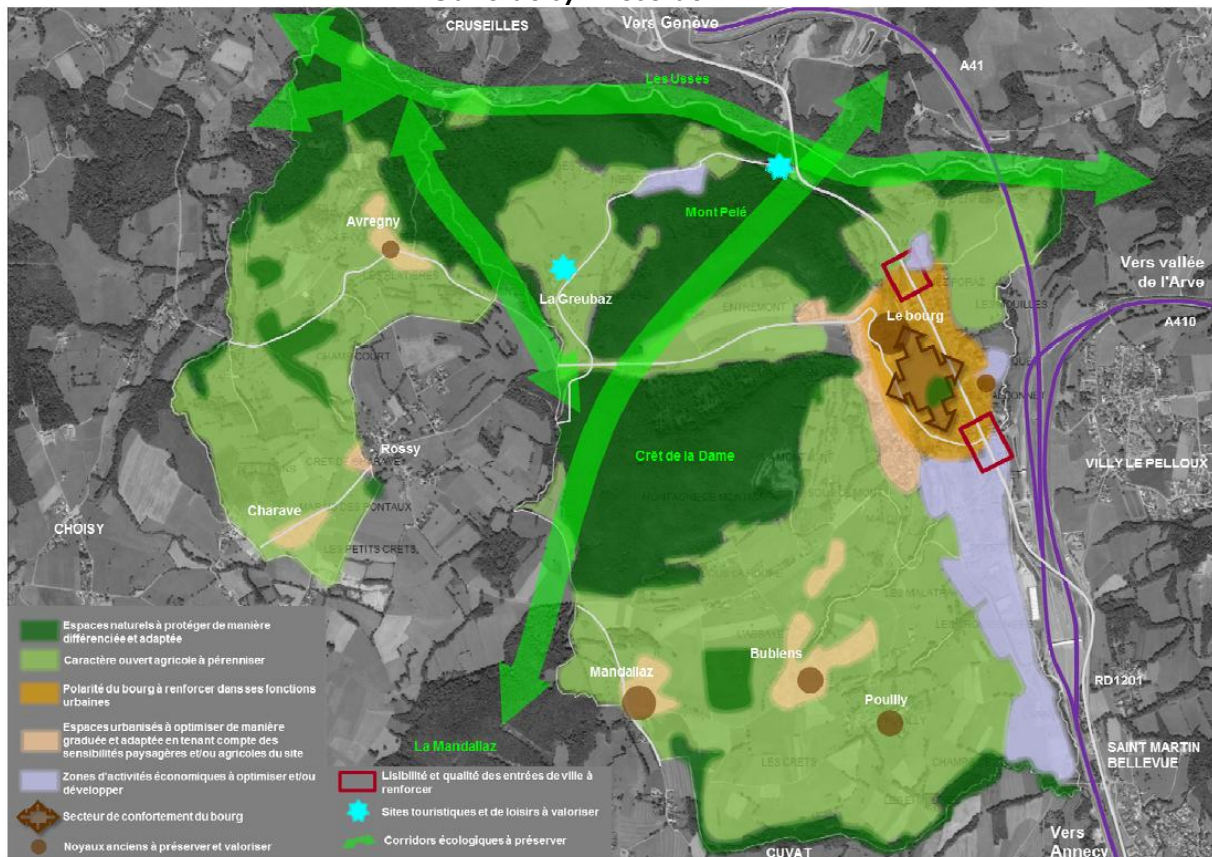 CRUSEILLES
Vers Genève
A41
Les Usses
Mont Pelé
Avregny
Vers vallée
de l'Arve
La Greubaz
ENTREMONT
Le bourg
A410
Rossy
Crêt de la Dame
VILLY LE PELLOUX
Charave
CHOISY
LES PETITS CRETS
Mandallaz
Bublens
Pouilly
RD1201
La Mandallaz
LES CRETS
SAINT MARTIN
BELLEVUE
CUVAT
Vers
Annecy
Espaces naturels à protéger de manière
différenciée et adaptée
Caractère ouvert agricole à pérenniser
Polarité du bourg à renforcer dans ses fonctions
urbaines
Espaces urbanisés à optimiser de manière
graduée et adaptée en tenant compte des
sensibilités paysagères et/ou agricoles du site
Zones d'activités économiques à optimiser et/ou
développer
Secteur de confortement du bourg
Noyaux anciens à préserver et valoriser
Lisibilité et qualité des entrées de ville à
renforcer
Sites touristiques et de loisirs à valoriser
Corridors écologiques à préserver